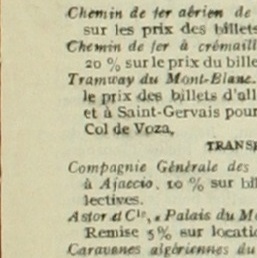 Chemin de fer aérien de
sur les prix des billets
Chemin de fer à crémaill
20 % sur le prix du bille
Tramway du Mont-Blanc.
le prix des billets d'all
et à Saint-Gervais pour
Col de Voza,
TRANS
Compagnie Générale des
à Ajaccio, 10 % sur bil
lectives.
Astor et Cie, « Palais du M
Remise 5 % sur locati
Caravanes algériennes du